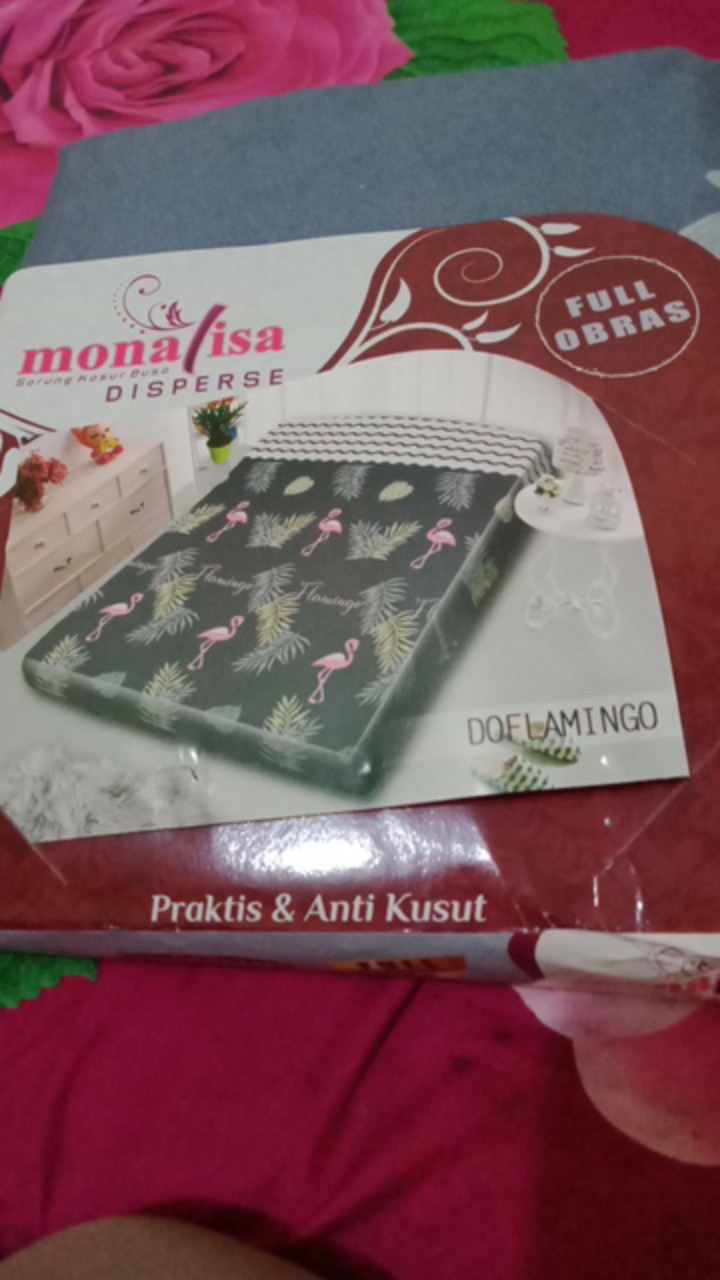 monalisa
Sarung Kasur Busa
DISPERSE
FULL
OBRAS
Flamingo
Flamingo
DOFLAMINGO
Praktis & Anti Kusut